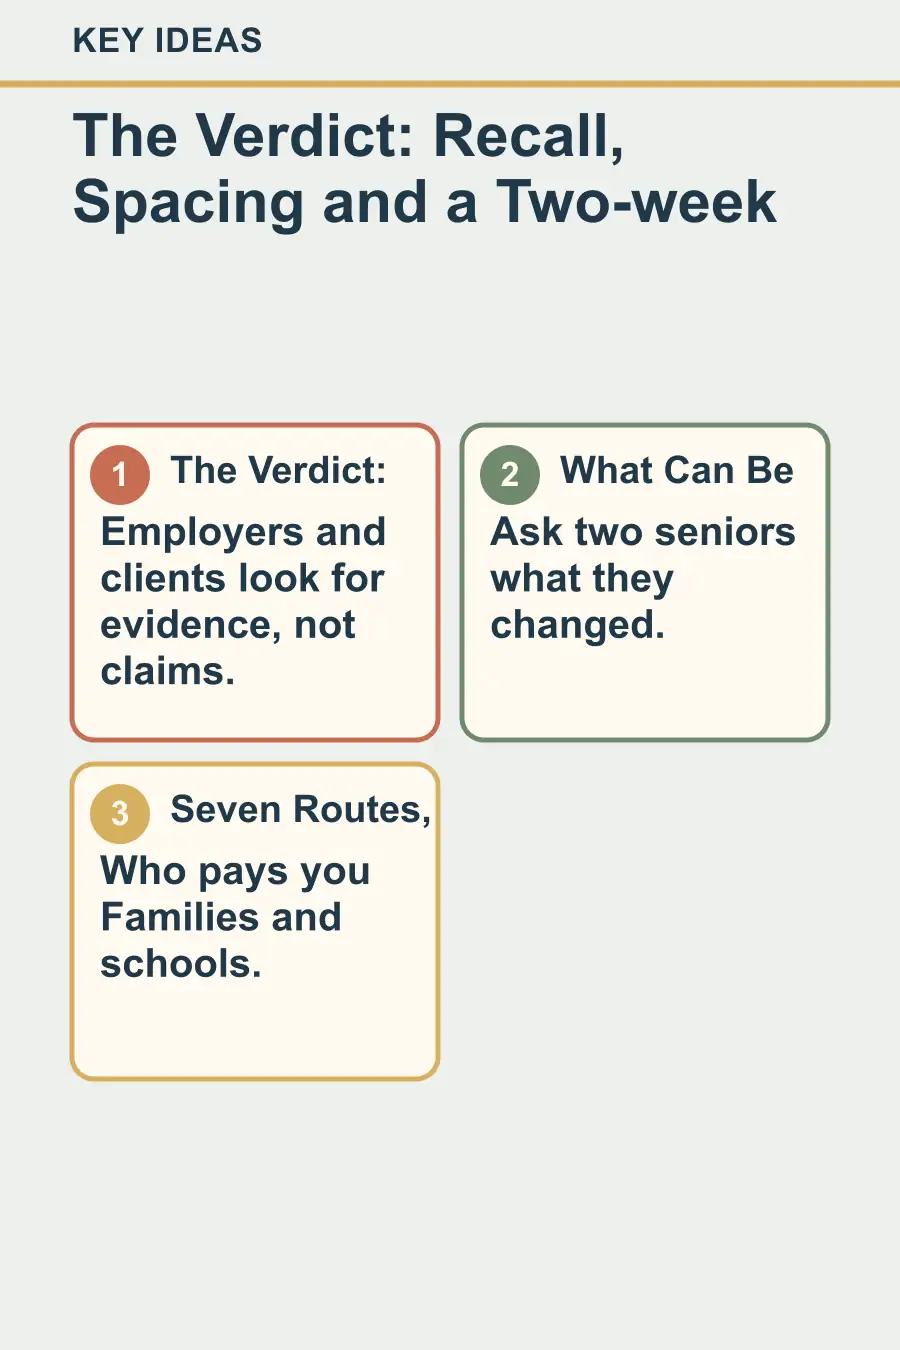 KEY IDEAS
The Verdict: Recall,
Spacing and a Two-week
1
The Verdict:
Employers and
clients look for
evidence, not
claims.
2
What Can Be
Ask two seniors
what they
changed.
3
Seven Routes,
Who pays you
Families and
schools.